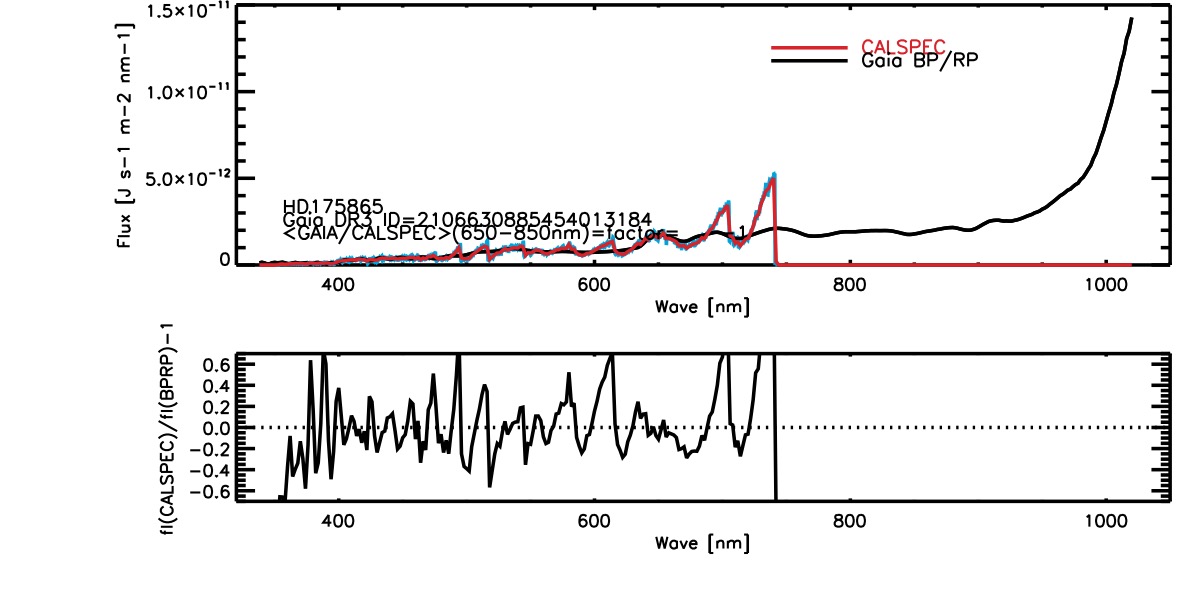 1.5×10−11
CALSPEC
Gaia BP/RP
1.0×10−11
Flux [J s−1 m−2 nm−1]
5.0×10−12
HD175865
Gaia DR3 ID=2106630885454013184
<GAIA/CALSPEC>(650−850nm)=factor= −1
0
400 600 800 1000
Wave [nm]
fl(CALSPEC)/fl(BPRP)−1
0.6
0.4
0.2
0.0
−0.2
−0.4
−0.6
400 600 800 1000
Wave [nm]